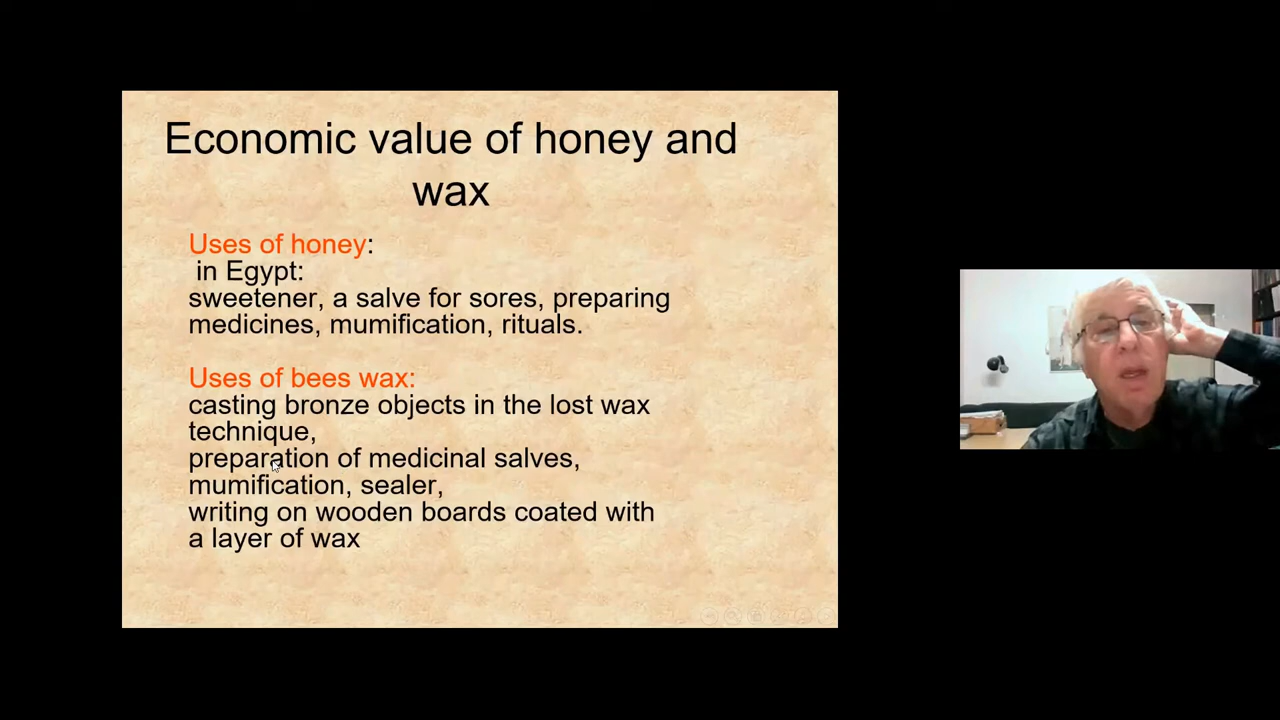 Economic value of honey and
wax
Uses of honey:
in Egypt:
sweetener, a salve for sores, preparing
medicines, mumification, rituals.
Uses of bees wax:
casting bronze objects in the lost wax
technique,
preparation of medicinal salves,
mumification, sealer,
writing on wooden boards coated with
a layer of wax